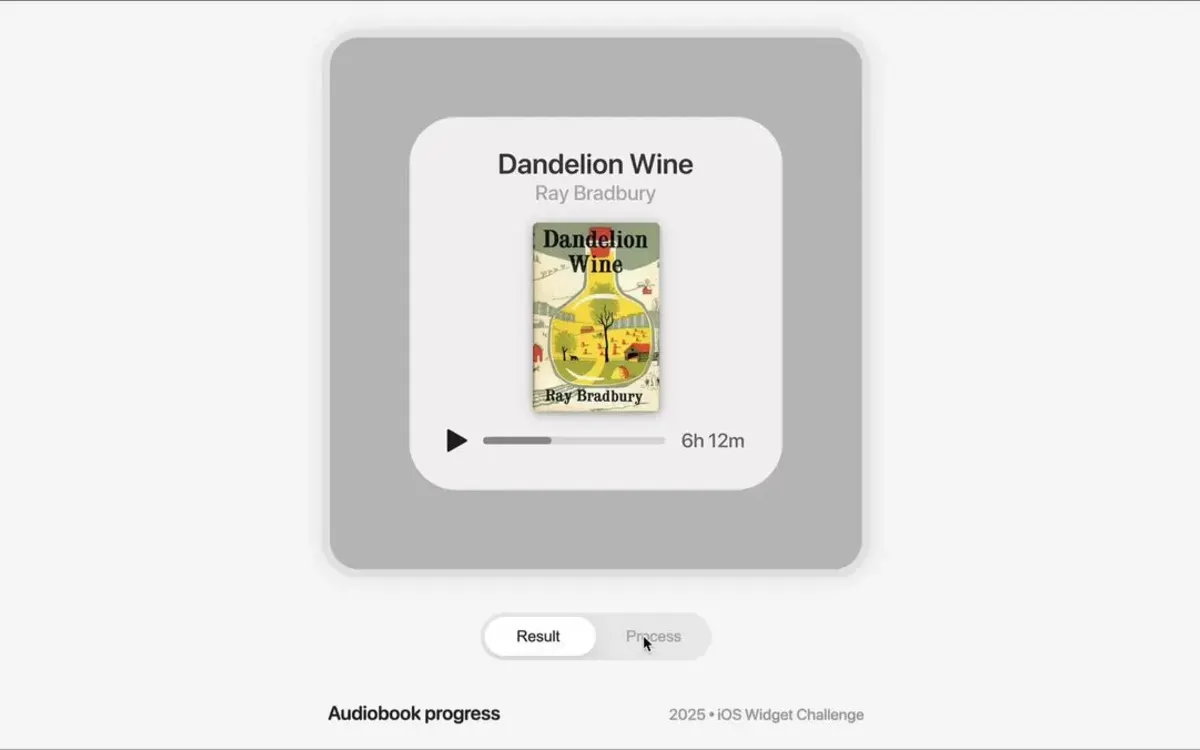 Dandelion Wine
Ray Bradbury
Dandelion
Wine
Ray Bradbury
6h 12m
Result
Process
Audiobook progress
2025 • iOS Widget Challenge